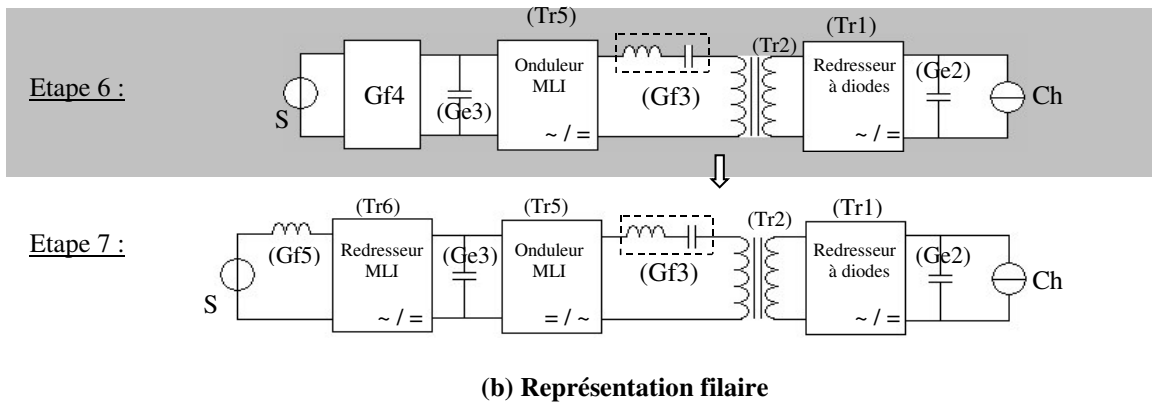 Etape 6 :
S
Gf4
(Ge3)
(Tr5)
Onduleur
MLI
~ / =
(Gf3)
(Tr2)
(Tr1)
Redresseur
à diodes
~ / =
(Ge2)
Ch
Etape 7 :
S
(Gf5)
(Tr6)
Redresseur
MLI
~ / =
(Ge3)
(Tr5)
Onduleur
MLI
= / ~
(Gf3)
(Tr2)
(Tr1)
Redresseur
à diodes
~ / =
(Ge2)
Ch
(b) Représentation filaire